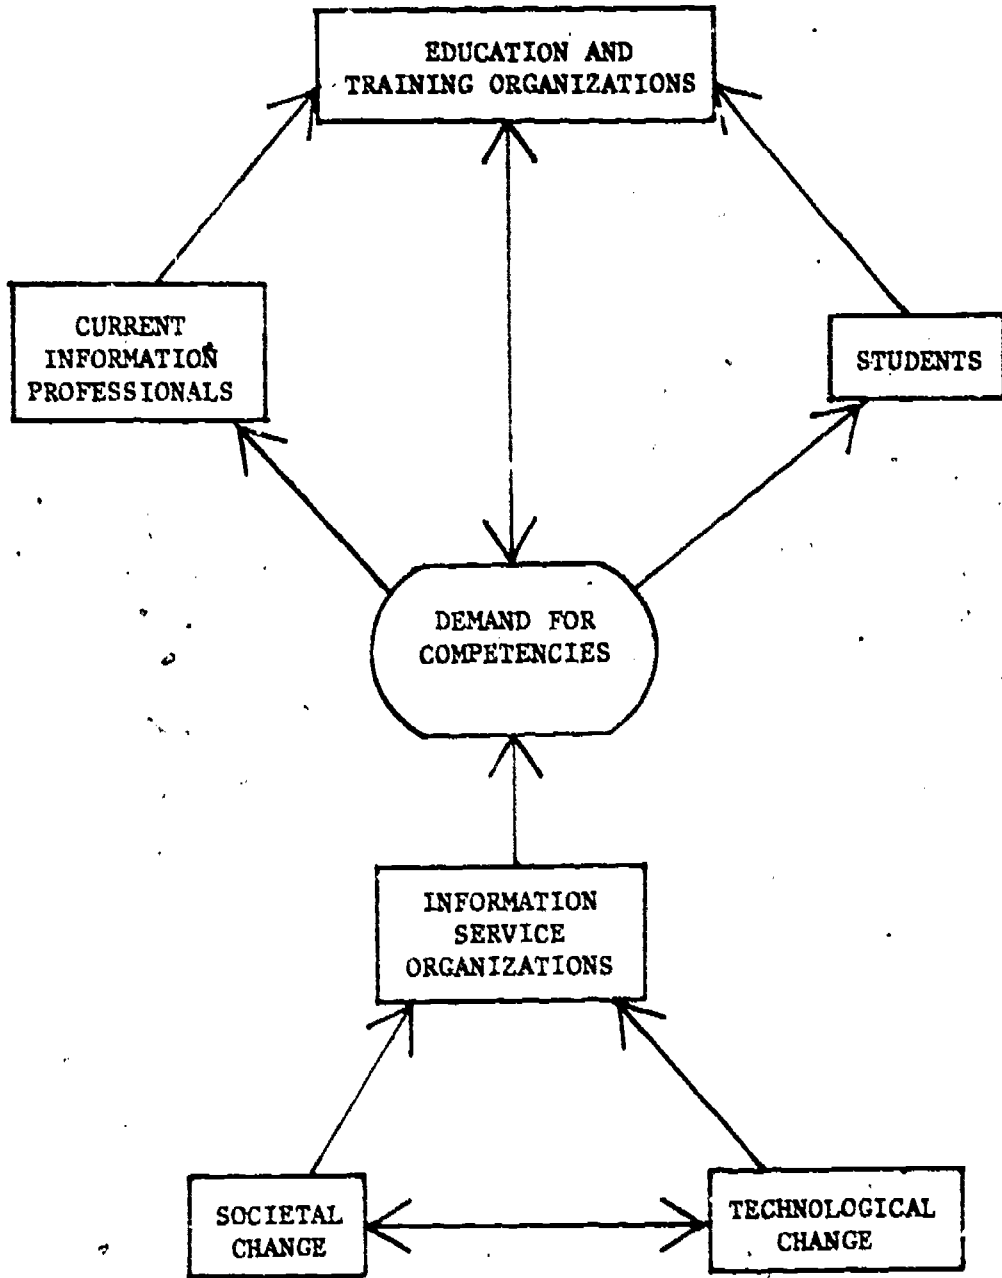 EDUCATION AND
TRAINING ORGANIZATIONS
CURRENT
INFORMATION
PROFESSIONALS
STUDENTS
DEMAND FOR
COMPETENCIES
INFORMATION
SERVICE
ORGANIZATIONS
SOCIETAL
CHANGE
TECHNOLOGICAL
CHANGE